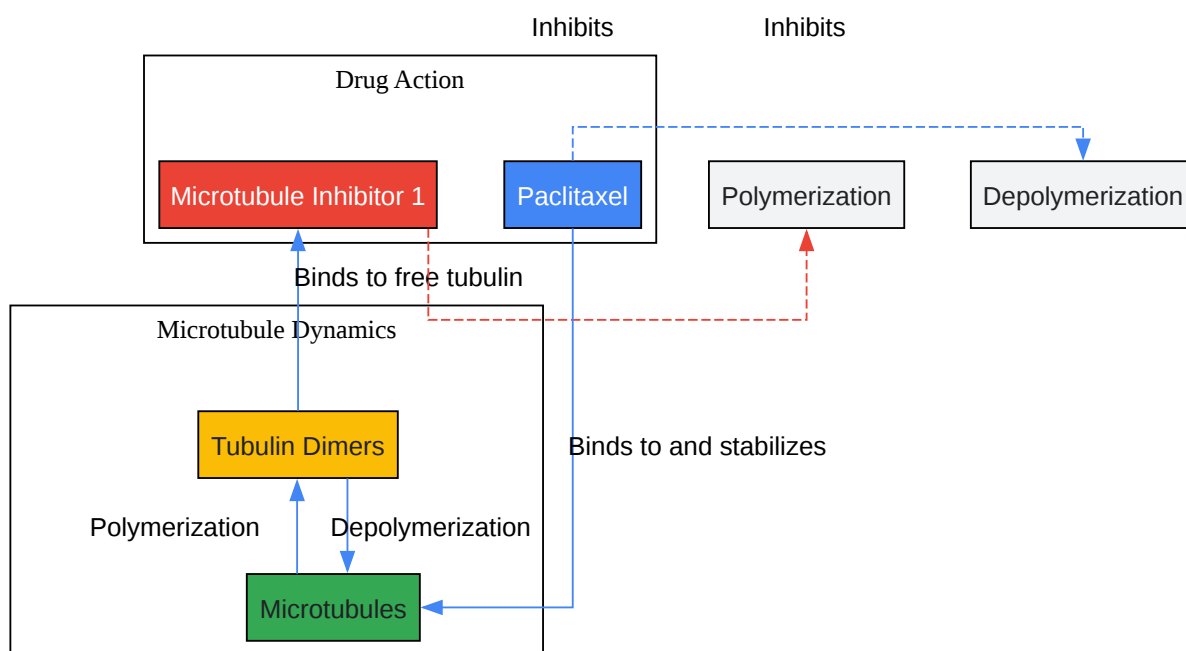 Inhibits
Inhibits
Drug Action
Microtubule Inhibitor 1
Paclitaxel
Polymerization
Depolymerization
Binds to free tubulin
Microtubule Dynamics
Tubulin Dimers
Binds to and stabilizes
Polymerization
Depolymerization
Microtubules